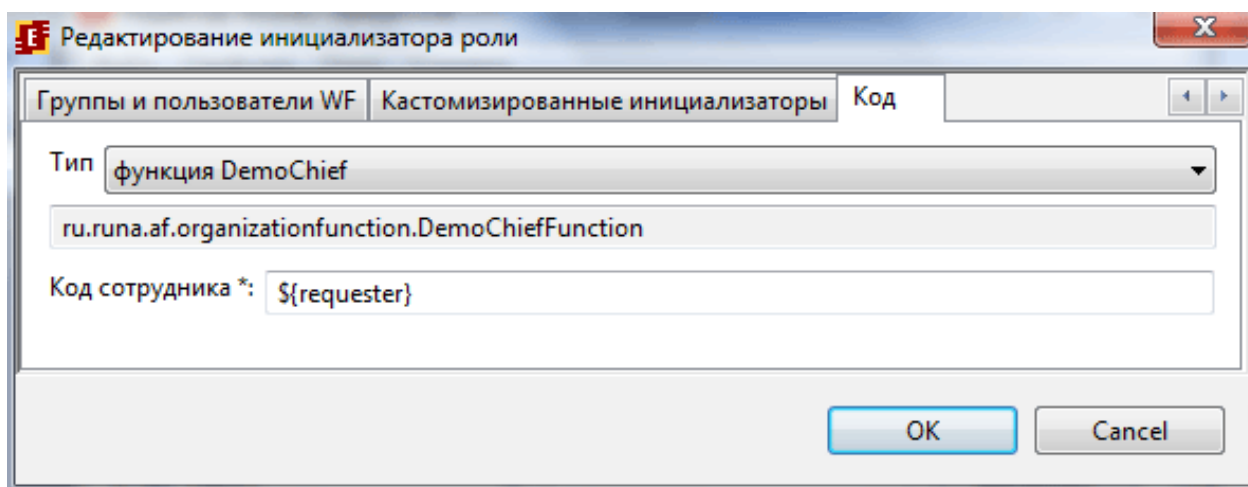 Редактирование инициализатора роли
Группы и пользователи WF Кастомизированные инициализаторы Код
Тип функция DemoChief
ru.runa.af.organizationfunction.DemoChiefFunction
Код сотрудника *: ${requester}
OK Cancel